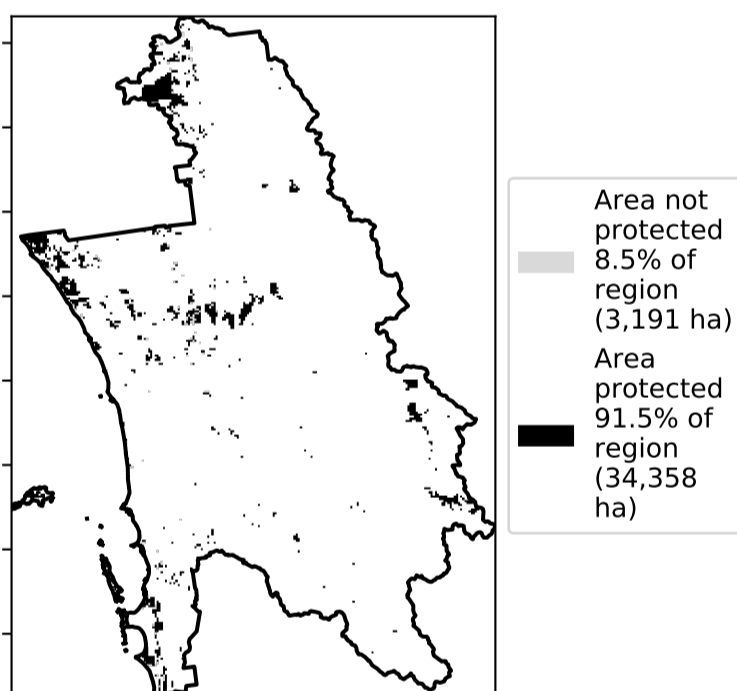 Area not
protected
8.5% of
region
(3,191 ha)
Area
protected
91.5% of
region
(34,358
ha)